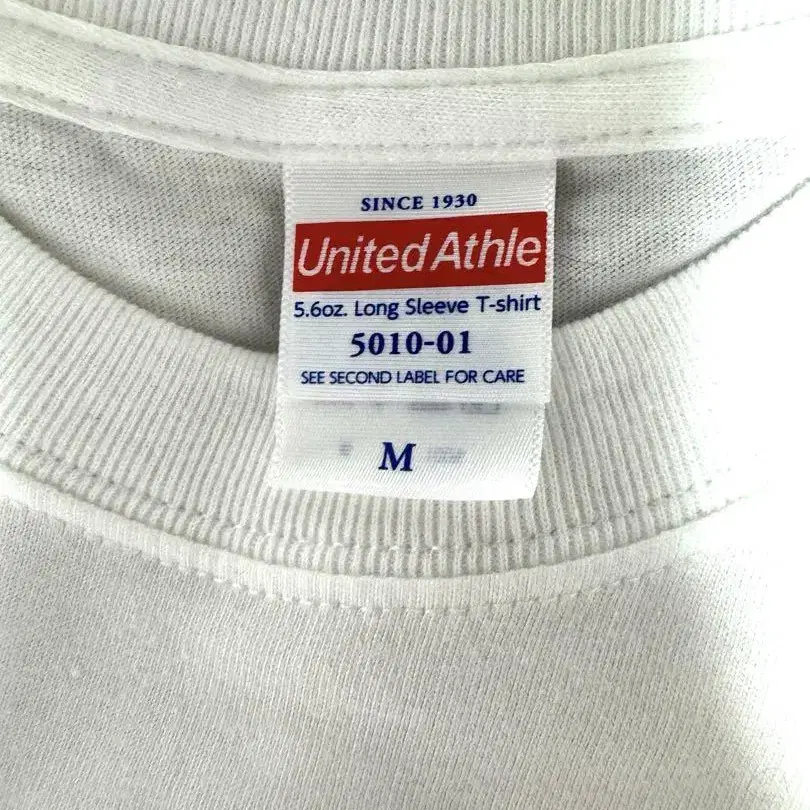 SINCE 1930
United Athle
5.6oz. Long Sleeve T-shirt
5010-01
SEE SECOND LABEL FOR CARE
M